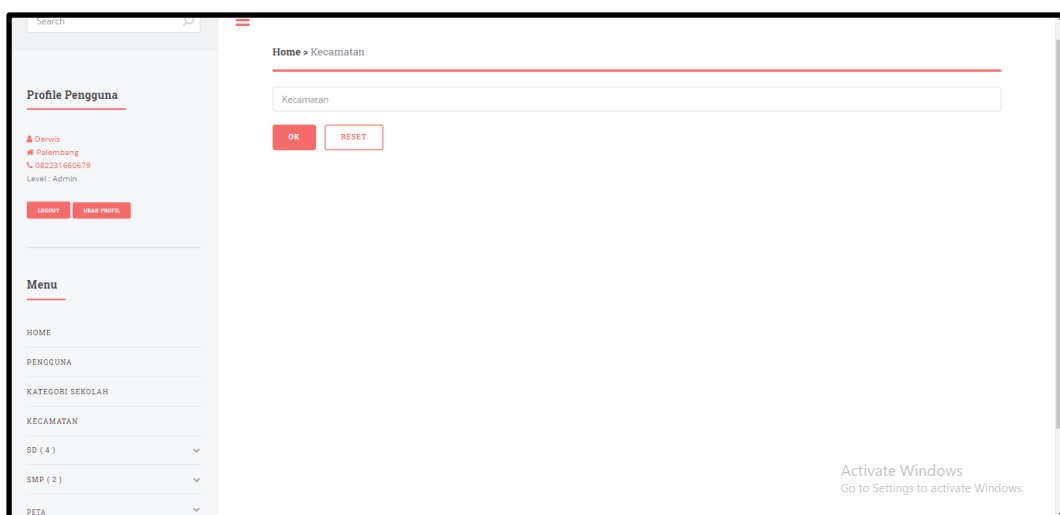 Search
Home > Kecamatan
Profile Pengguna
Kecamatan
OK RESET
Darwis
Palembang
082231660679
Level : Admin
LOGOUT UBAH PROFIL
Menu
HOME
PENGGUNA
KATEGORI SEKOLAH
KECAMATAN
SD ( 4 )
SMP ( 2 )
PETA
Activate Windows
Go to Settings to activate Windows.